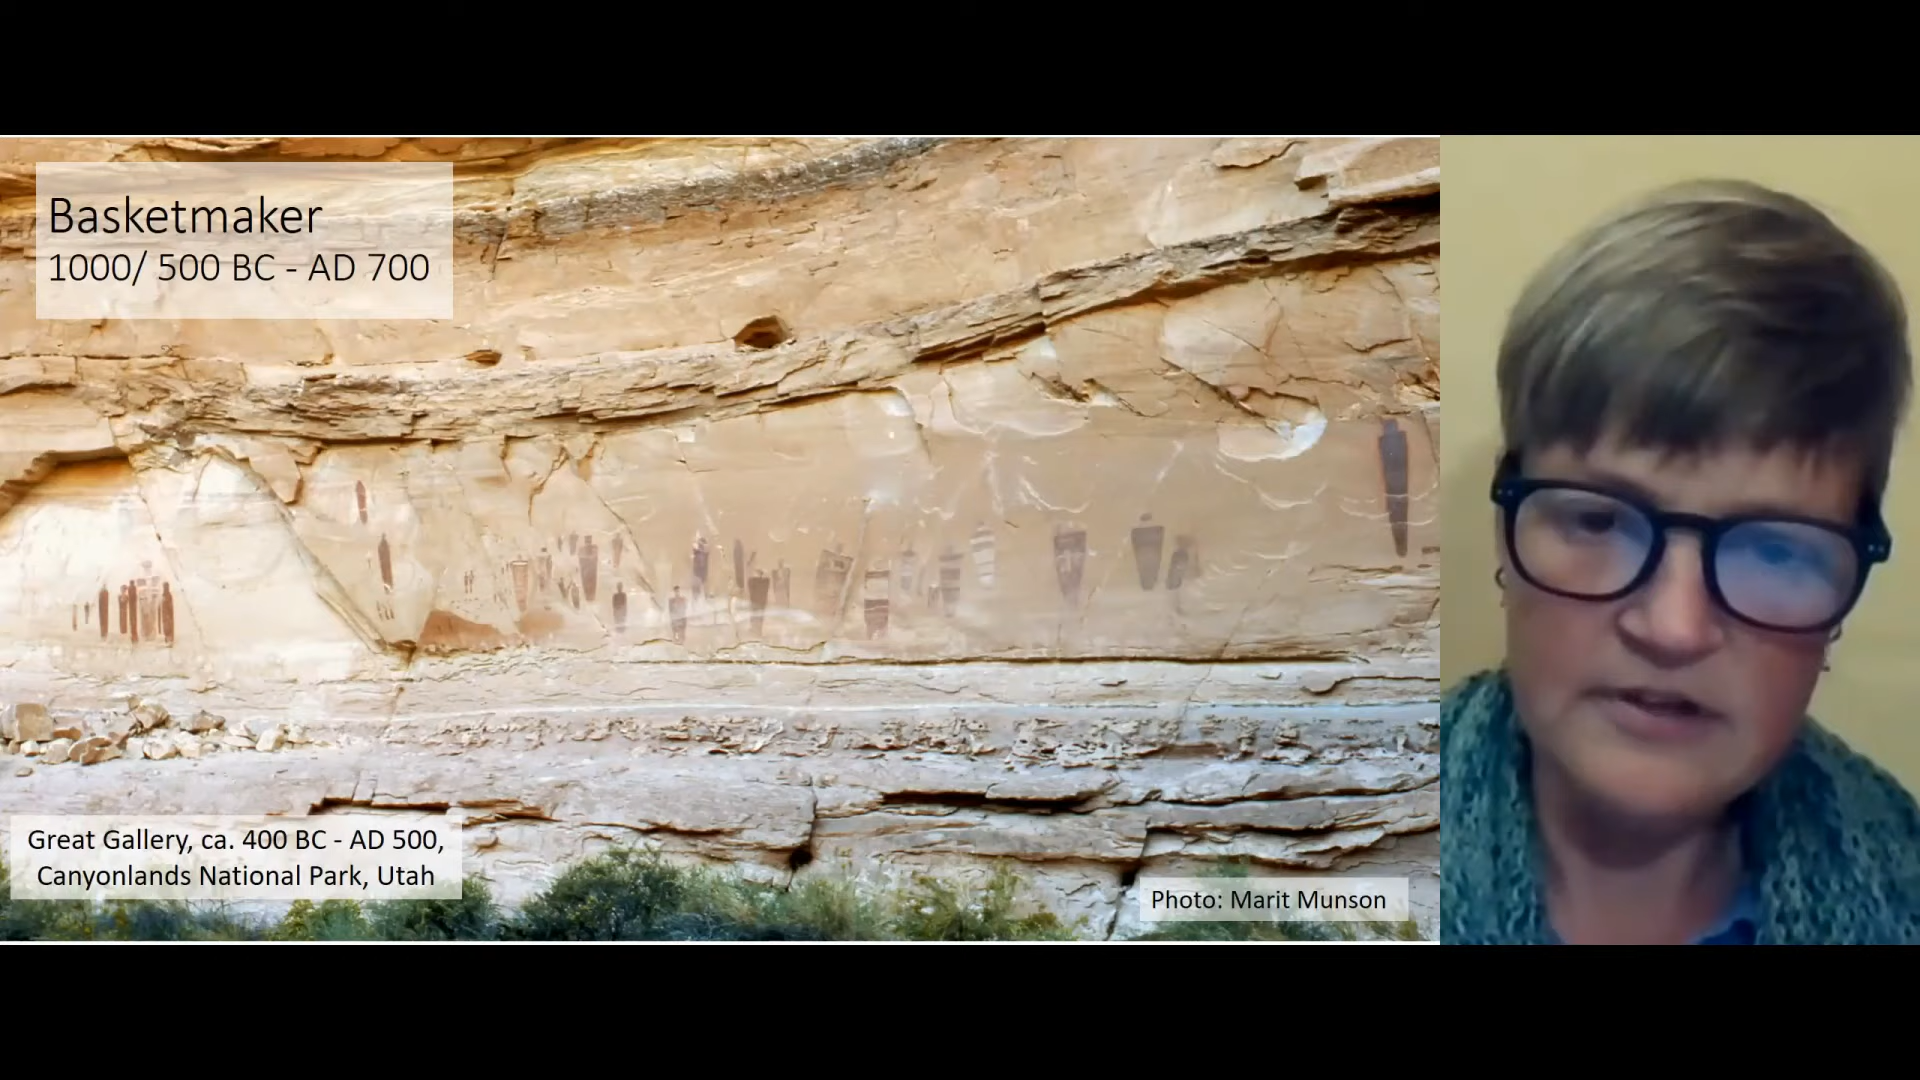 Basketmaker
1000/ 500 BC - AD 700
Great Gallery, ca. 400 BC - AD 500,
Canyonlands National Park, Utah
Photo: Marit Munson